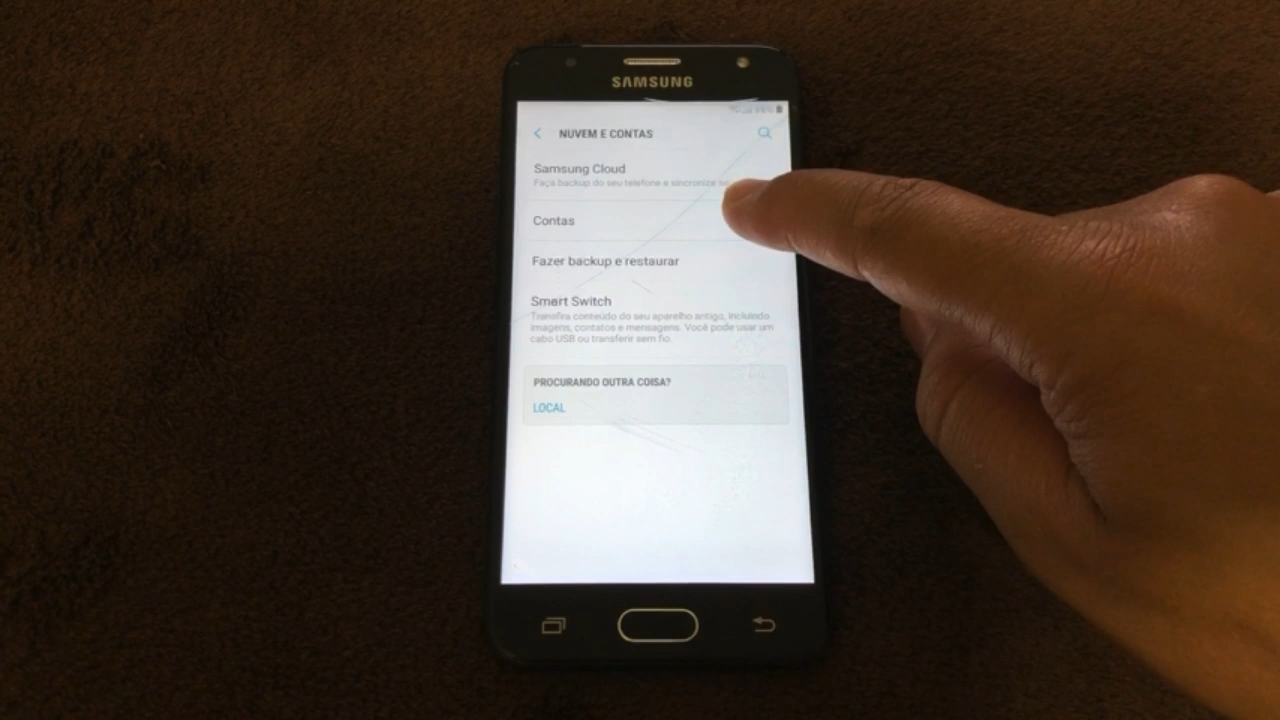 SAMSUNG
NUVEM E CONTAS
Samsung Cloud
Faça backup do seu telefone e sincronize
Contas
Fazer backup e restaurar
Smart Switch
Transfira conteúdo do seu aparelho antigo, incluindo
imagens, contatos e mensagens. Você pode usar um
cabo USB ou transferir sem fio.
PROCURANDO OUTRA COISA?
LOCAL